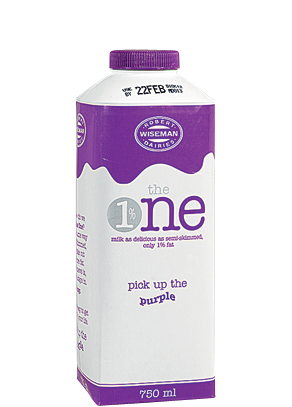 USE BY 22FEB
ROBERT
WISEMAN
DAIRIES
the
1% One
milk as delicious as semi-skimmed,
only 1% fat
pick up the
purple
750 ml